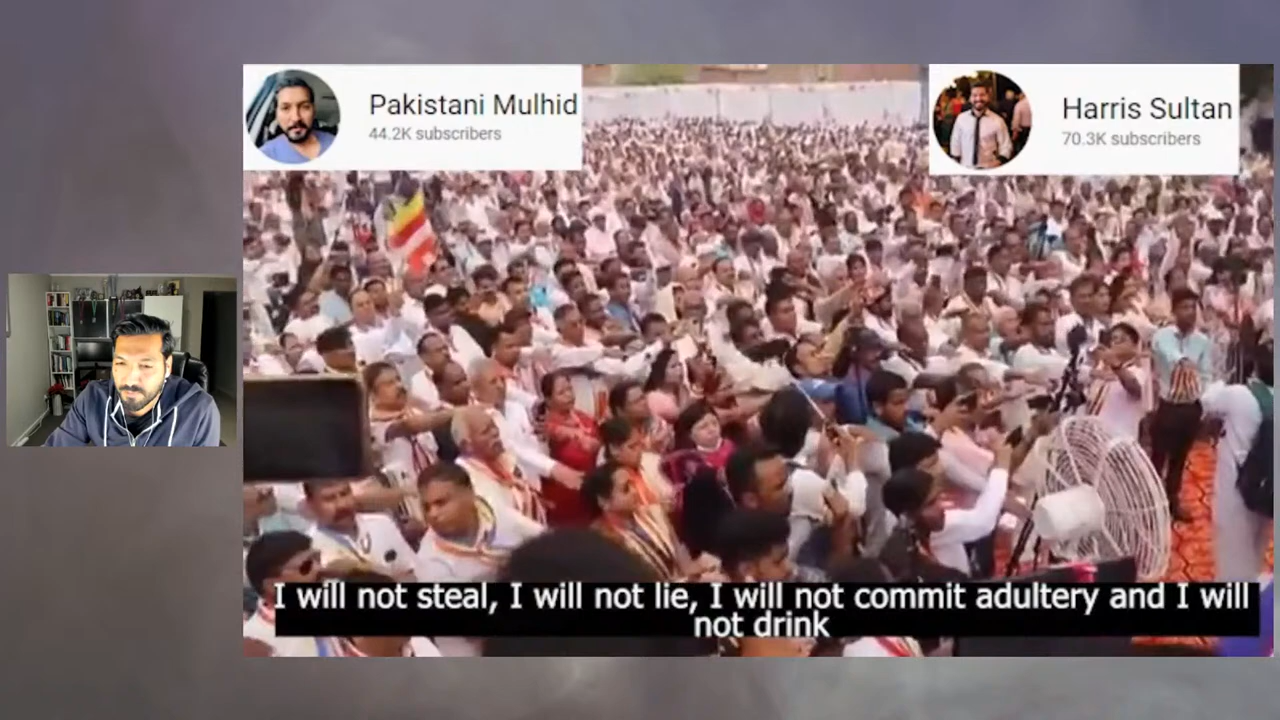 Pakistani Mulhid
44.2K subscribers
Harris Sultan
70.3K subscribers
I will not steal, I will not lie, I will not commit adultery and I will
not drink